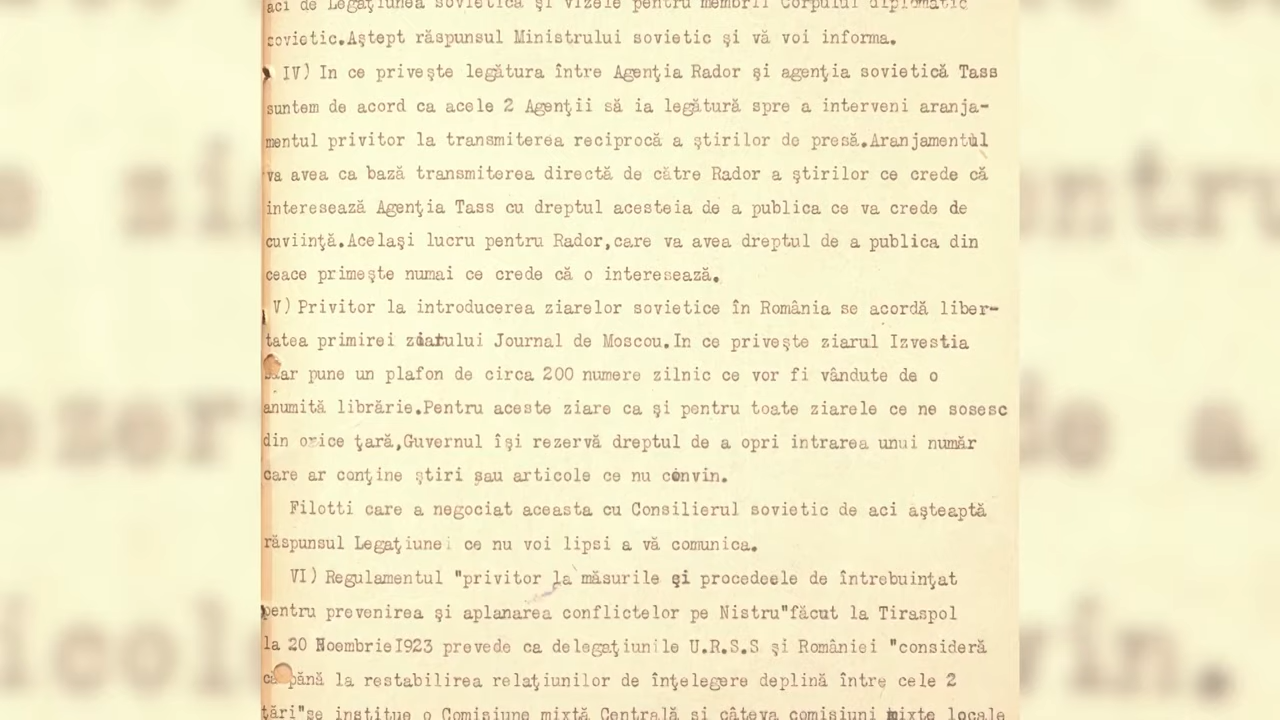 aci de Legaţiunea sovietică şi vizele pentru membrii Corpului diplomatic
sovietic.Aştept răspunsul Ministrului sovietic şi vă voi informa.
IV) In ce priveşte legătura între Agenţia Rador şi agenţia sovietică Tass
suntem de acord ca acele 2 Agenţii să ia legătură spre a interveni aranja-
mentul privitor la transmiterea reciprocă a ştirilor de presă.Aranjamentul
va avea ca bază transmiterea directă de către Rador a ştirilor ce crede că
interesează Agenţia Tass cu dreptul acesteia de a publica ce va crede de
cuviinţă.Acelaşi lucru pentru Rador,care va avea dreptul de a publica din
ceace primeşte numai ce crede că o interesează.
V) Privitor la introducerea ziarelor sovietice în România se acordă liber-
tatea primirei ziarului Journal de Moscou.In ce priveşte ziarul Izvestia
pune un plafon de circa 200 numere zilnic ce vor fi vândute de o
anumită librărie.Pentru aceste ziare ca şi pentru toate ziarele ce ne sosesc
din orice ţară,Guvernul îşi rezervă dreptul de a opri intrarea unui număr
care ar conţine ştiri sau articole ce nu convin.
Filotti care a negociat aceasta cu Consilierul sovietic de aci aşteaptă
răspunsul Legaţiunei ce nu voi lipsi a vă comunica.
VI) Regulamentul "privitor la măsurile şi procedeele de întrebuinţat
pentru prevenirea şi aplanarea conflictelor pe Nistru"făcut la Tiraspol
la 20 Noembrie I923 prevede ca delegaţiunile U.R.S.S şi României "consideră
că până la restabilirea relaţiunilor de înţelegere deplină între cele 2
ţări"se institue o Comisiune mixtă Centrală şi câteva comisiuni mixte locale